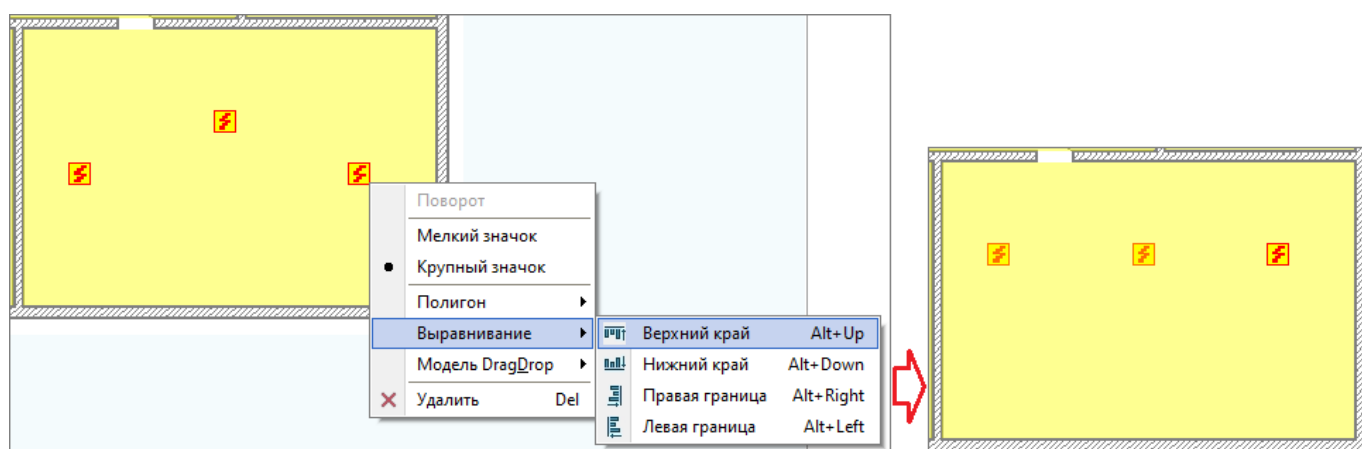 Поворот
Мелкий значок
Крупный значок
Полигон
Выравнивание
Модель DragDrop
Удалить Del
Верхний край Alt+Up
Нижний край Alt+Down
Правая граница Alt+Right
Левая граница Alt+Left